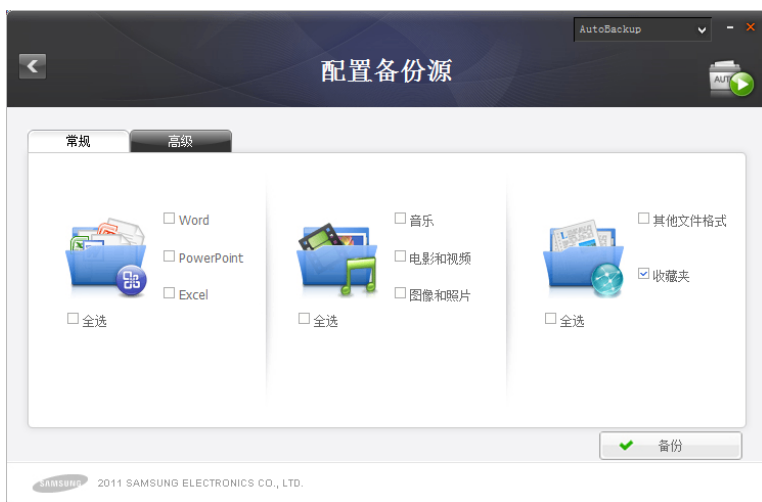 AutoBackup
配置备份源
AUTO
常规
高级
Word
PowerPoint
Excel
全选
音乐
电影和视频
图像和照片
全选
其他文件格式
收藏夹
全选
备份
SAMSUNG 2011 SAMSUNG ELECTRONICS CO., LTD.